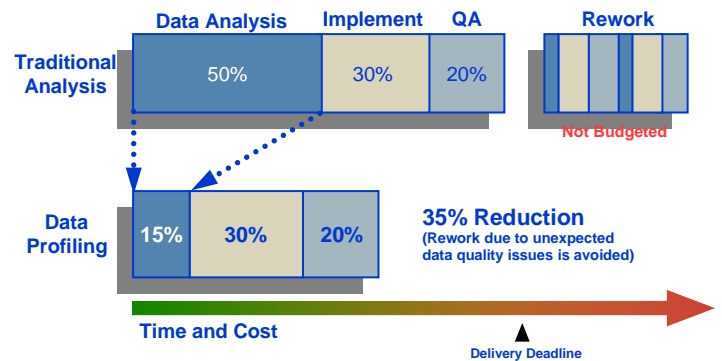 Data Analysis
Implement
QA
Rework
Traditional
Analysis
50%
30%
20%
Not Budgeted
Data
Profiling
15%
30%
20%
35% Reduction
(Rework due to unexpected
data quality issues is avoided)
Time and Cost
Delivery Deadline